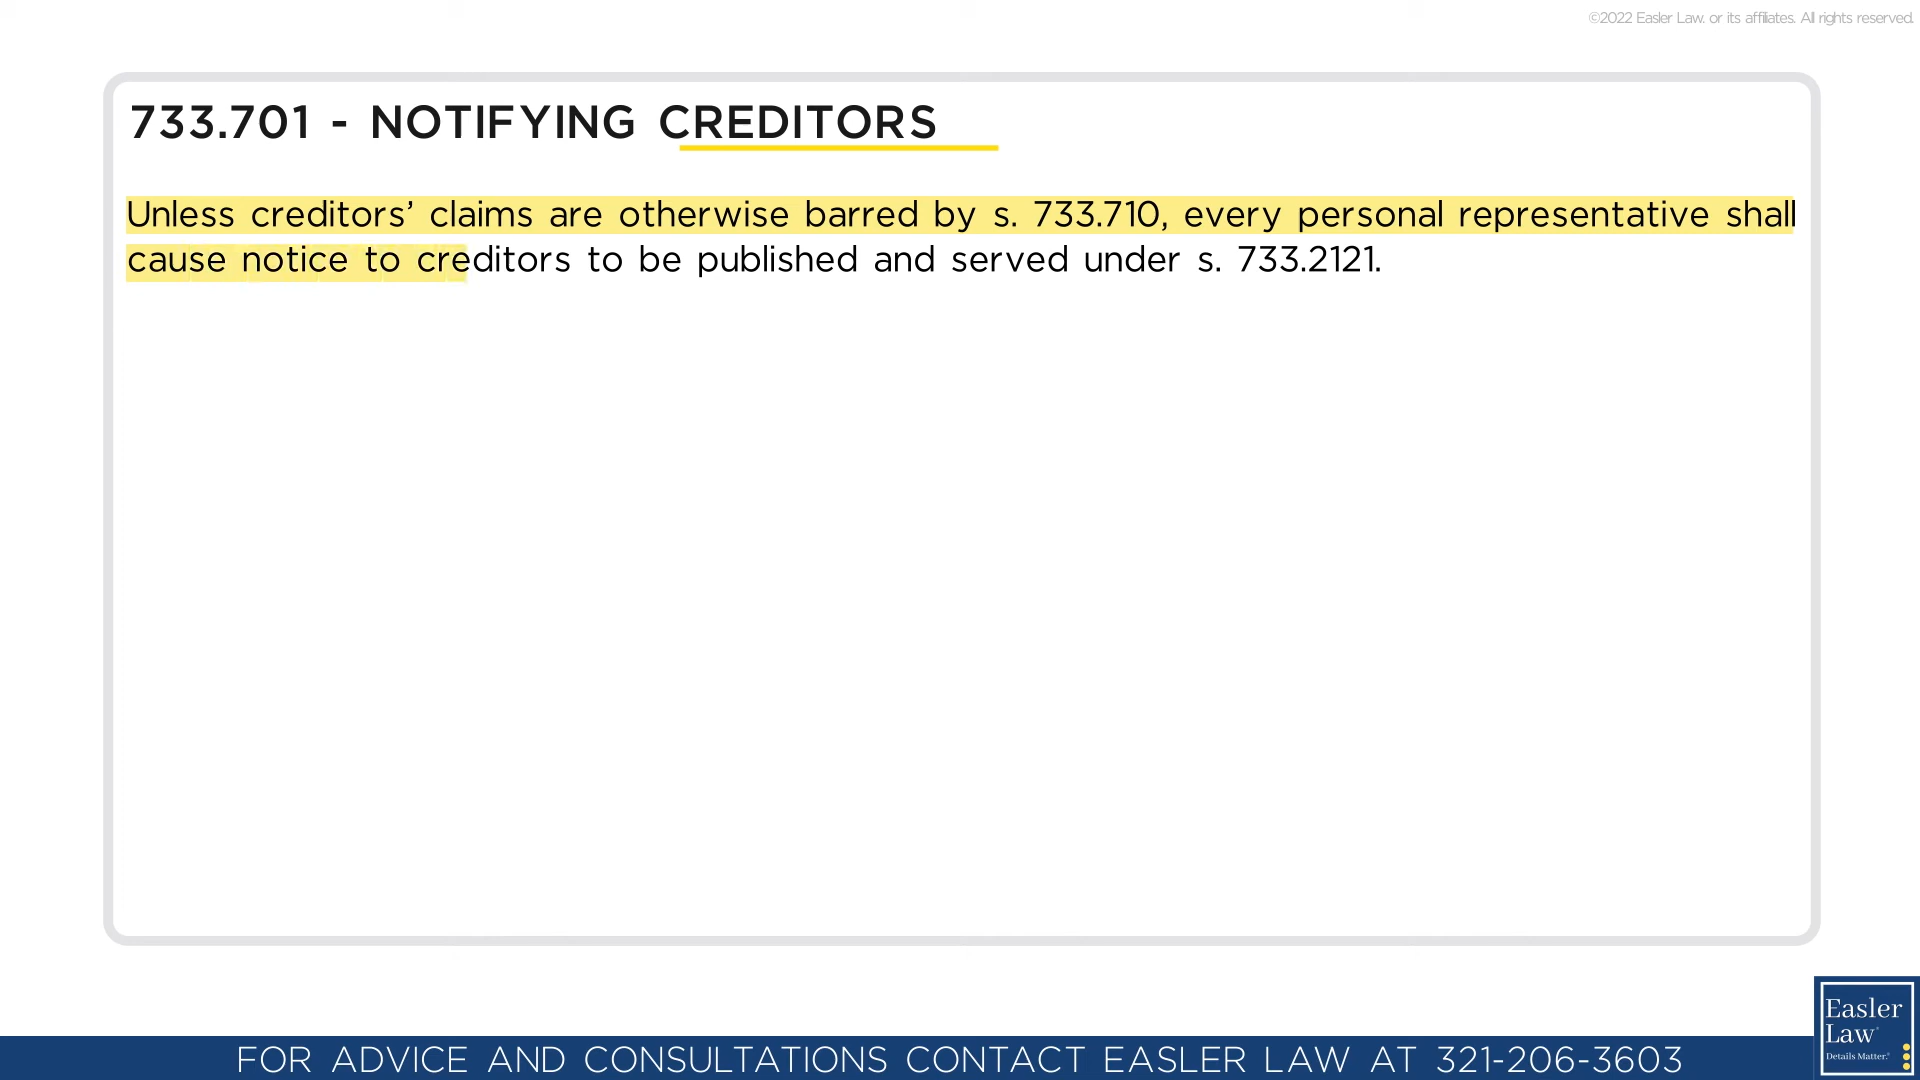 ©2022 Easler Law. or its affiliates. All rights reserved.
733.701 - NOTIFYING CREDITORS
Unless creditors’ claims are otherwise barred by s. 733.710, every personal representative shall
cause notice to creditors to be published and served under s. 733.2121.
FOR ADVICE AND CONSULTATIONS CONTACT EASLER LAW AT 321-206-3603
Easler
Law®
Details Matter.®